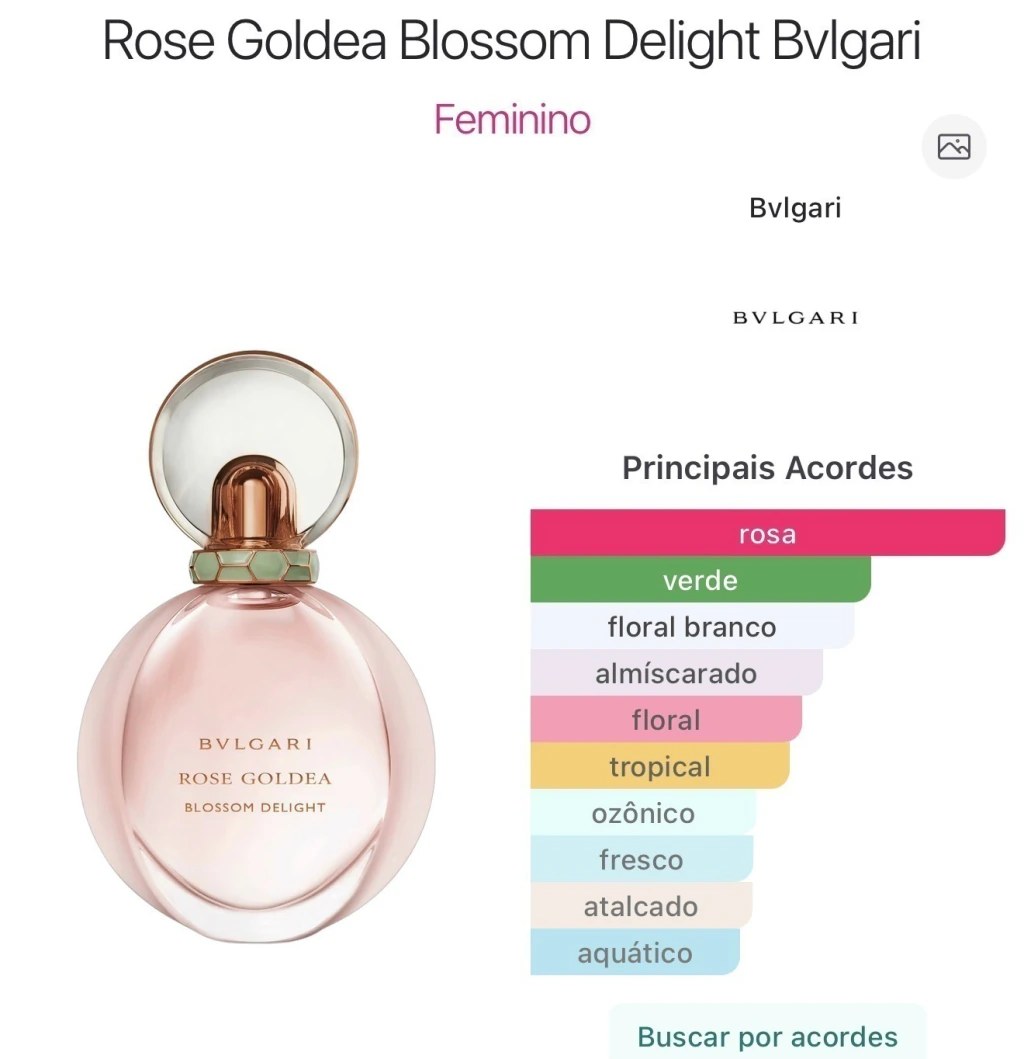 Rose Goldea Blossom Delight Bvlgari
Feminino
Bvlgari
BVLGARI
Principais Acordes
rosa
verde
floral branco
almíscarado
floral
tropical
ozônico
fresco
atalcado
aquático
Buscar por acordes
BVLGARI
ROSE GOLDEA
BLOSSOM DELIGHT